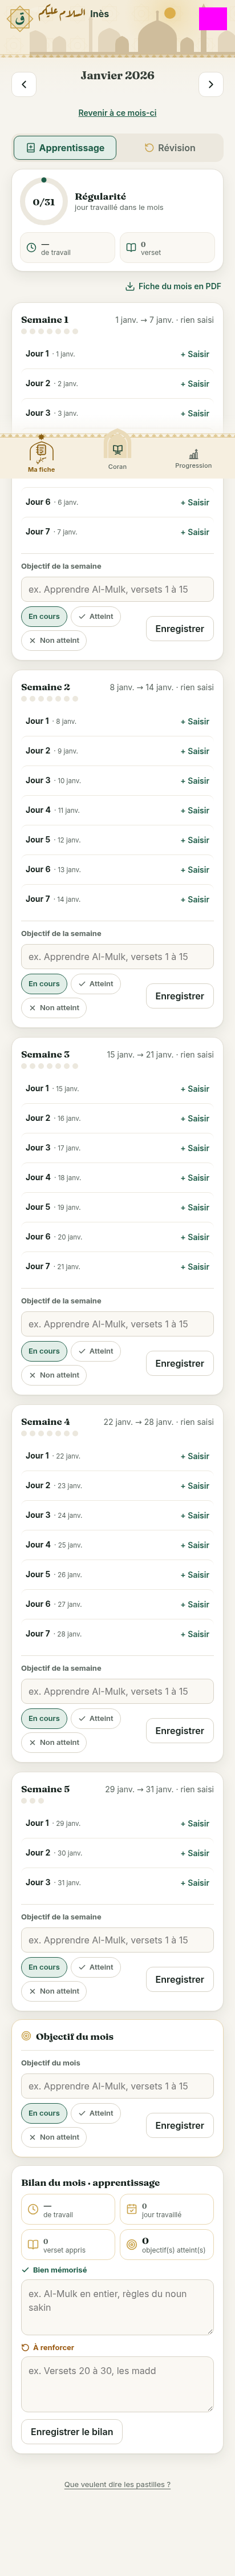 السلام عليكم Inès
Janvier 2026
Revenir à ce mois-ci
Apprentissage
Révision
0/31
Régularité
jour travaillé dans le mois
—
de travail
0
verset
Fiche du mois en PDF
Semaine 1
1 janv. → 7 janv. · rien saisi
Jour 1 · 1 janv. + Saisir
Jour 2 · 2 janv. + Saisir
Jour 3 · 3 janv. + Saisir
Ma fiche
Coran
Progression
Jour 6 · 6 janv. + Saisir
Jour 7 · 7 janv. + Saisir
Objectif de la semaine
ex. Apprendre Al-Mulk, versets 1 à 15
En cours
Atteint
Non atteint
Enregistrer
Semaine 2
8 janv. → 14 janv. · rien saisi
Jour 1 · 8 janv. + Saisir
Jour 2 · 9 janv. + Saisir
Jour 3 · 10 janv. + Saisir
Jour 4 · 11 janv. + Saisir
Jour 5 · 12 janv. + Saisir
Jour 6 · 13 janv. + Saisir
Jour 7 · 14 janv. + Saisir
Objectif de la semaine
ex. Apprendre Al-Mulk, versets 1 à 15
En cours
Atteint
Non atteint
Enregistrer
Semaine 3
15 janv. → 21 janv. · rien saisi
Jour 1 · 15 janv. + Saisir
Jour 2 · 16 janv. + Saisir
Jour 3 · 17 janv. + Saisir
Jour 4 · 18 janv. + Saisir
Jour 5 · 19 janv. + Saisir
Jour 6 · 20 janv. + Saisir
Jour 7 · 21 janv. + Saisir
Objectif de la semaine
ex. Apprendre Al-Mulk, versets 1 à 15
En cours
Atteint
Non atteint
Enregistrer
Semaine 4
22 janv. → 28 janv. · rien saisi
Jour 1 · 22 janv. + Saisir
Jour 2 · 23 janv. + Saisir
Jour 3 · 24 janv. + Saisir
Jour 4 · 25 janv. + Saisir
Jour 5 · 26 janv. + Saisir
Jour 6 · 27 janv. + Saisir
Jour 7 · 28 janv. + Saisir
Objectif de la semaine
ex. Apprendre Al-Mulk, versets 1 à 15
En cours
Atteint
Non atteint
Enregistrer
Semaine 5
29 janv. → 31 janv. · rien saisi
Jour 1 · 29 janv. + Saisir
Jour 2 · 30 janv. + Saisir
Jour 3 · 31 janv. + Saisir
Objectif de la semaine
ex. Apprendre Al-Mulk, versets 1 à 15
En cours
Atteint
Non atteint
Enregistrer
Objectif du mois
Objectif du mois
ex. Apprendre Al-Mulk, versets 1 à 15
En cours
Atteint
Non atteint
Enregistrer
Bilan du mois · apprentissage
—
de travail
0
jour travaillé
0
verset appris
0
objectif(s) atteint(s)
Bien mémorisé
ex. Al-Mulk en entier, règles du noun
sakin
À renforcer
ex. Versets 20 à 30, les madd
Enregistrer le bilan
Que veulent dire les pastilles ?